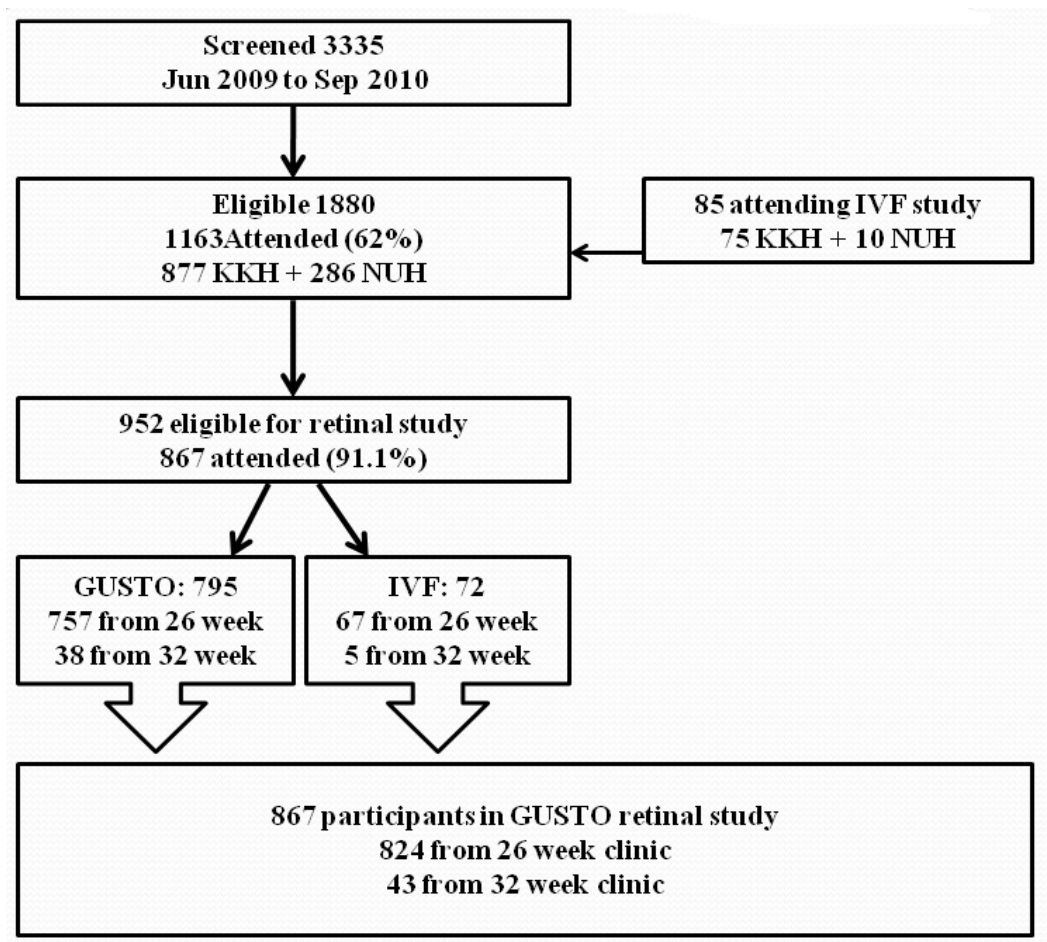 Screened 3335
Jun 2009 to Sep 2010
Eligible 1880
1163Attended (62%)
877 KKH + 286 NUH
85 attending IVF study
75 KKH + 10 NUH
952 eligible for retinal study
867 attended (91.1%)
GUSTO: 795
757 from 26 week
38 from 32 week
IVF: 72
67 from 26 week
5 from 32 week
867 participants in GUSTO retinal study
824 from 26 week clinic
43 from 32 week clinic